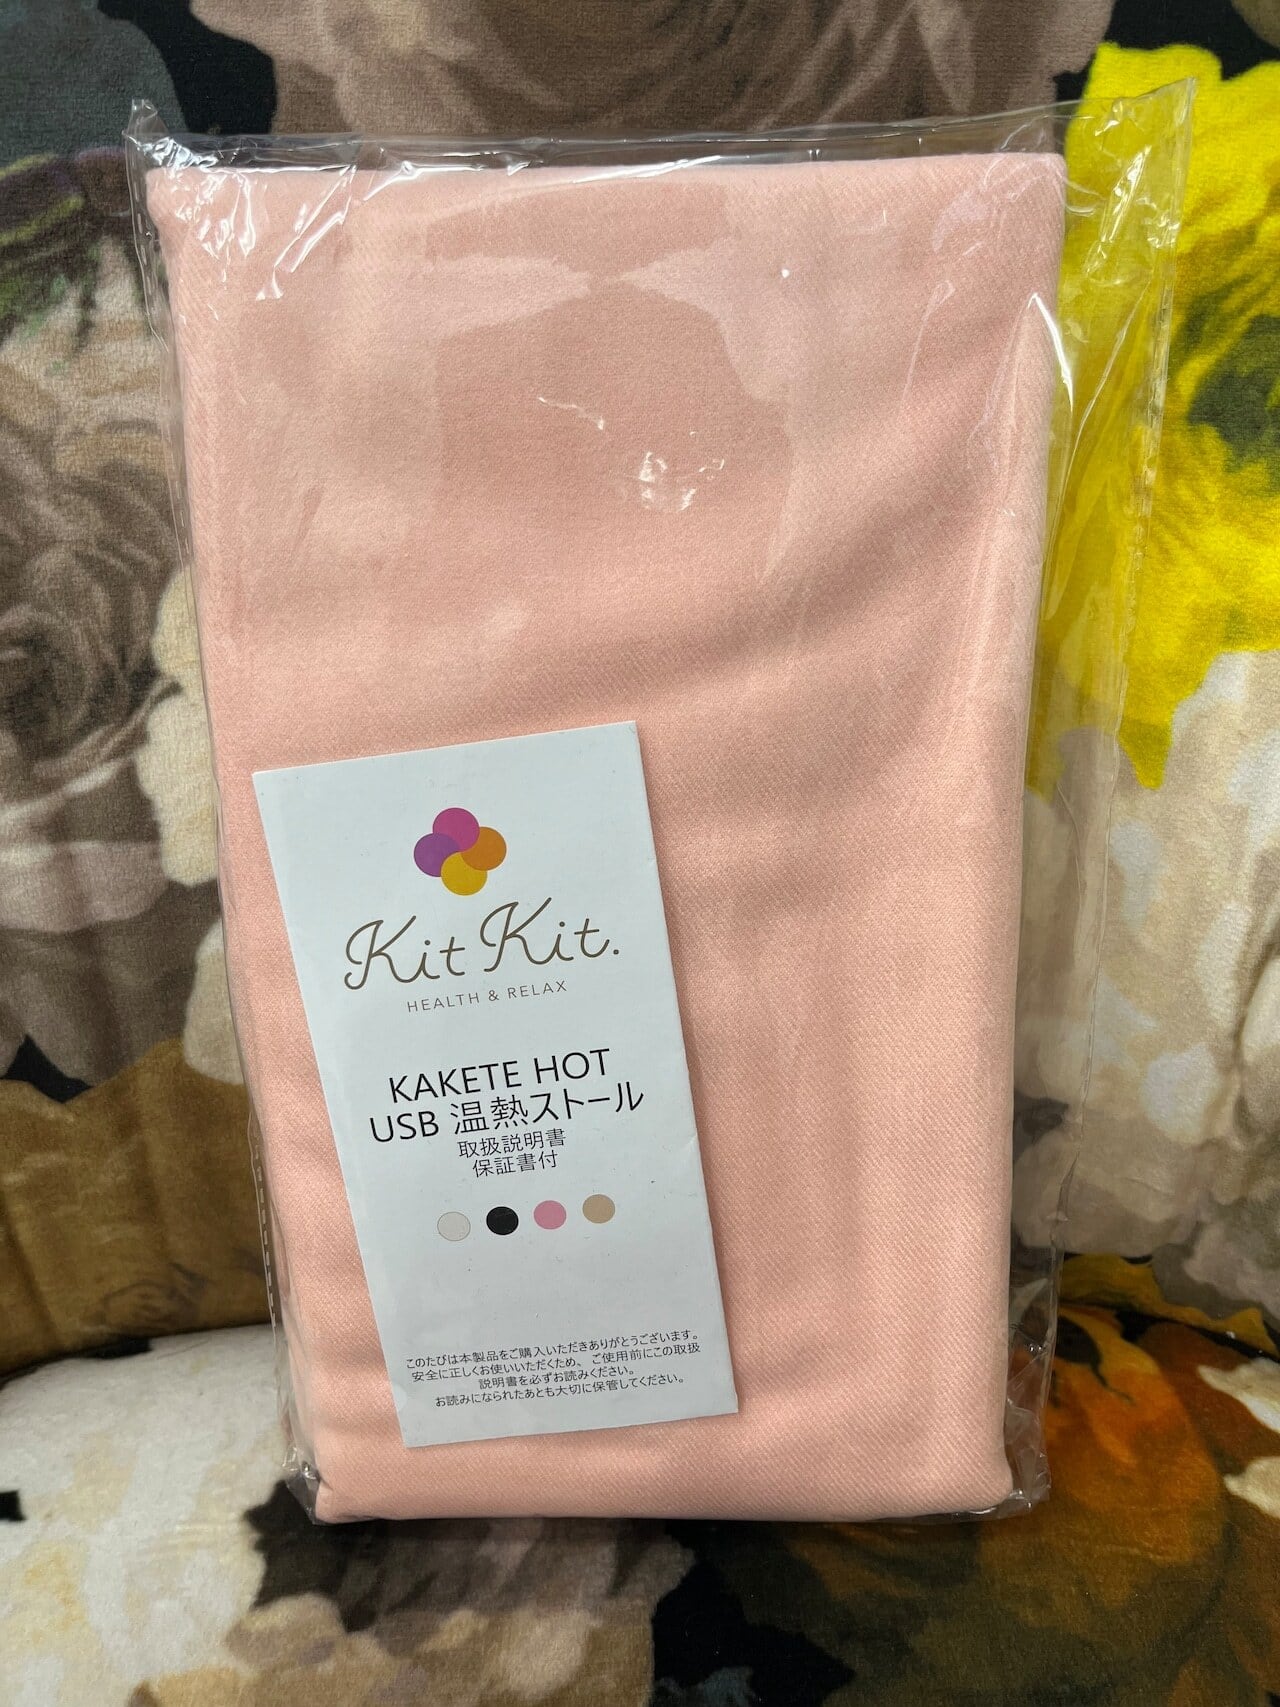 Kit Kit.
HEALTH & RELAX
KAKETE HOT
USB 温熱ストール
取扱説明書
保証書付
このたびは本製品をご購入いただきありがとうございます。
安全に正しくお使いいただくため、ご使用前にこの取扱
説明書を必ずお読みください。
お読みになられたあとも大切に保管してください。